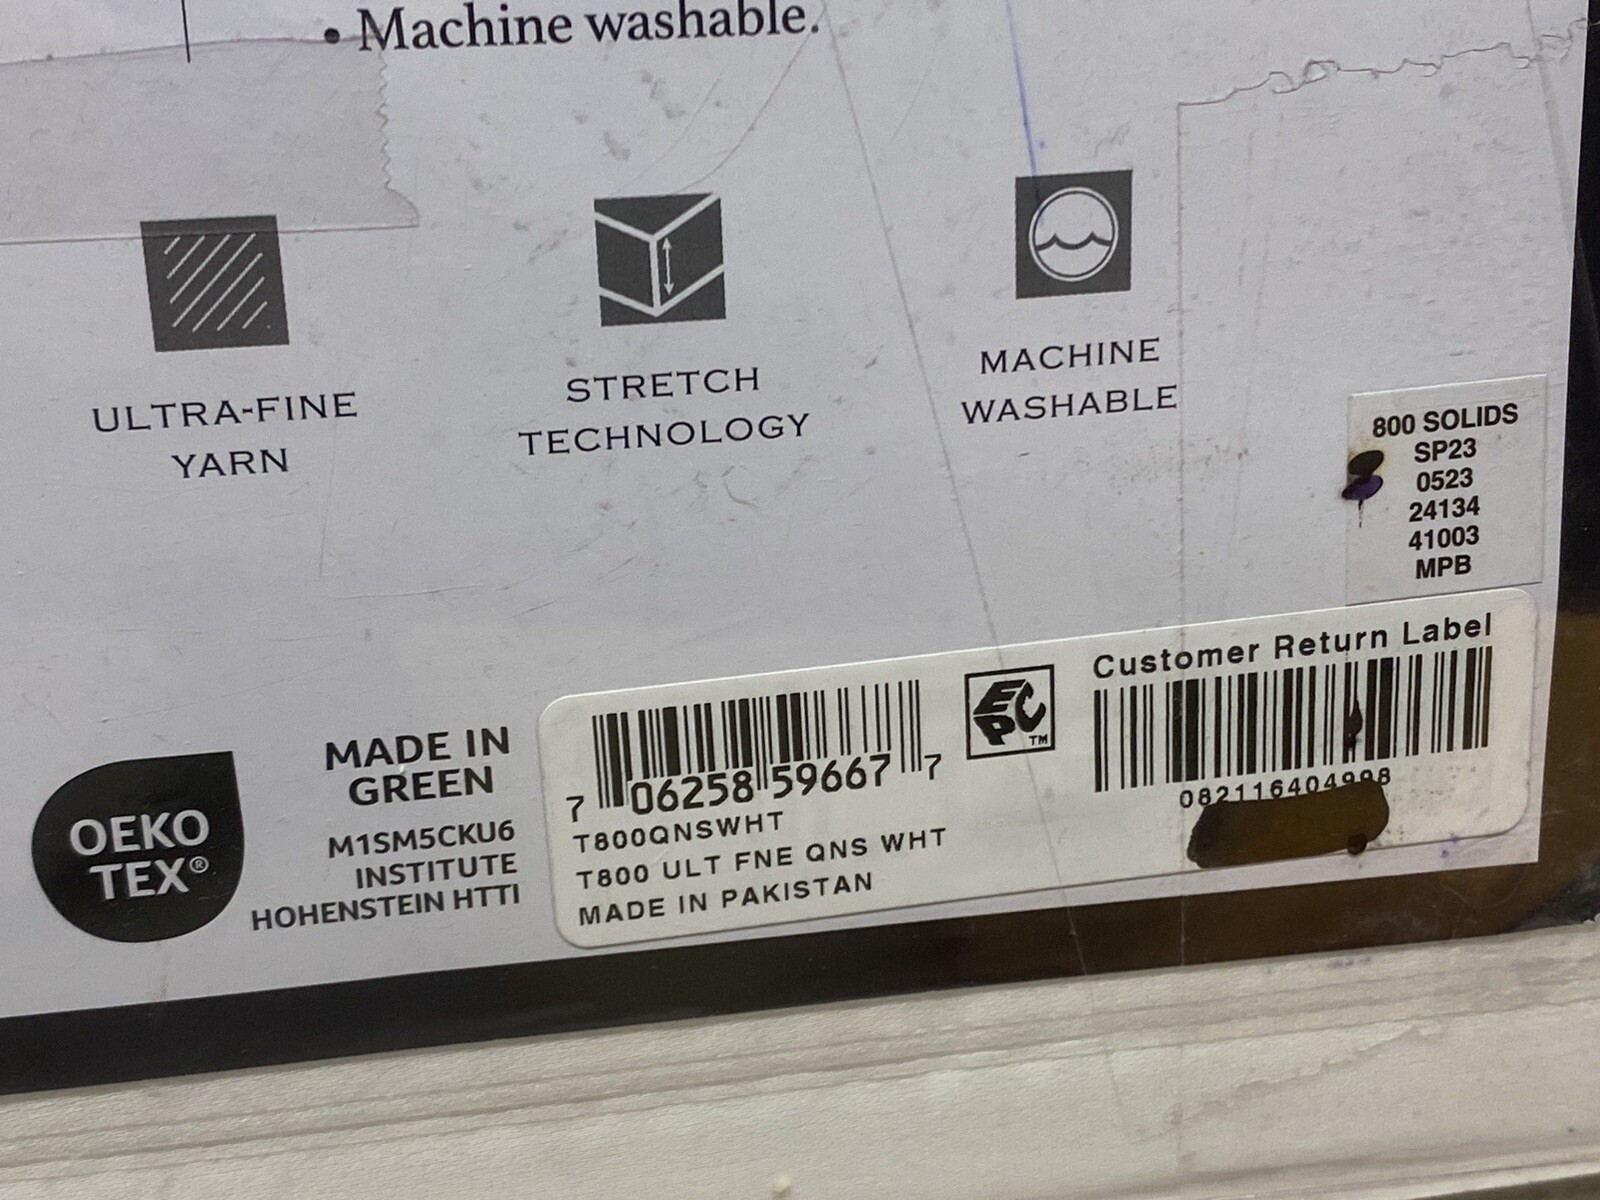 • Machine washable.
ULTRA-FINE
YARN
STRETCH
TECHNOLOGY
MACHINE
WASHABLE
800 SOLIDS
SP23
0523
24134
41003
MPB
OEKO
TEX®
MADE IN
GREEN
M1SM5CKU6
INSTITUTE
HOHENSTEIN HTTI
7 06258 59667 7
T800QNSWHT
T800 ULT FNE QNS WHT
MADE IN PAKISTAN
EPC™
Customer Return Label
082116404998